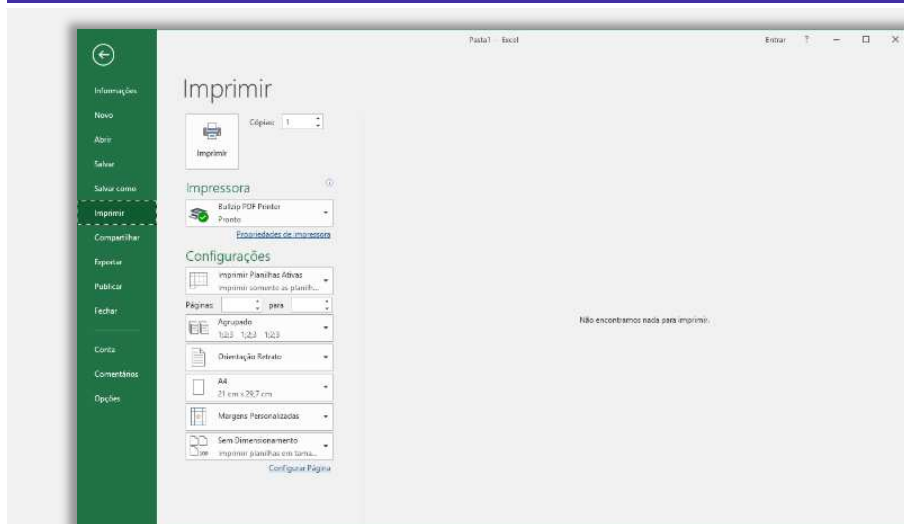 Pasta1 - Excel
Entrar ?
Informações
Novo
Abrir
Salvar
Salvar como
Imprimir
Compartilhar
Exportar
Publicar
Fechar
Conta
Comentários
Opções
Imprimir
Cópias: 1
Imprimir
Impressora
Bullzip PDF Printer
Pronto
Propriedades de Impressora
Configurações
Imprimir Planilhas Ativas
Imprimir somente as planilh...
Páginas: para
Agrupado
1;2;3 1;2;3 1;2;3
Orientação Retrato
A4
21 cm x 29,7 cm
Margens Personalizadas
Sem Dimensionamento
Imprimir planilhas em tama...
Configurar Página
Não encontramos nada para imprimir.